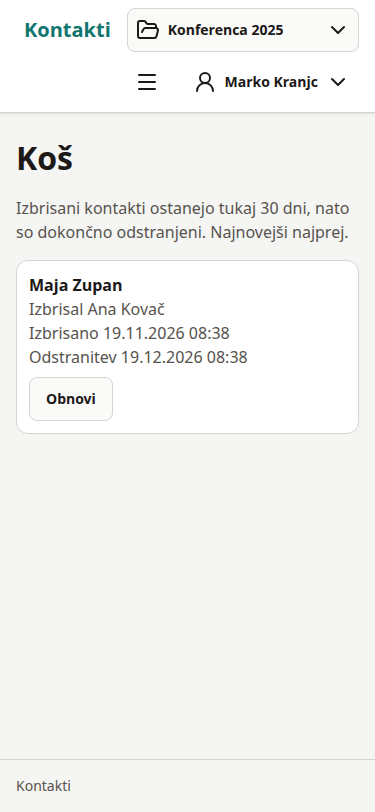 Kontakti
Konferenca 2025
Marko Kranjc
Koš
Izbrisani kontakti ostanejo tukaj 30 dni, nato
so dokončno odstranjeni. Najnovejši najprej.
Maja Zupan
Izbrisal Ana Kovač
Izbrisano 19.11.2026 08:38
Odstranitev 19.12.2026 08:38
Obnovi
Kontakti